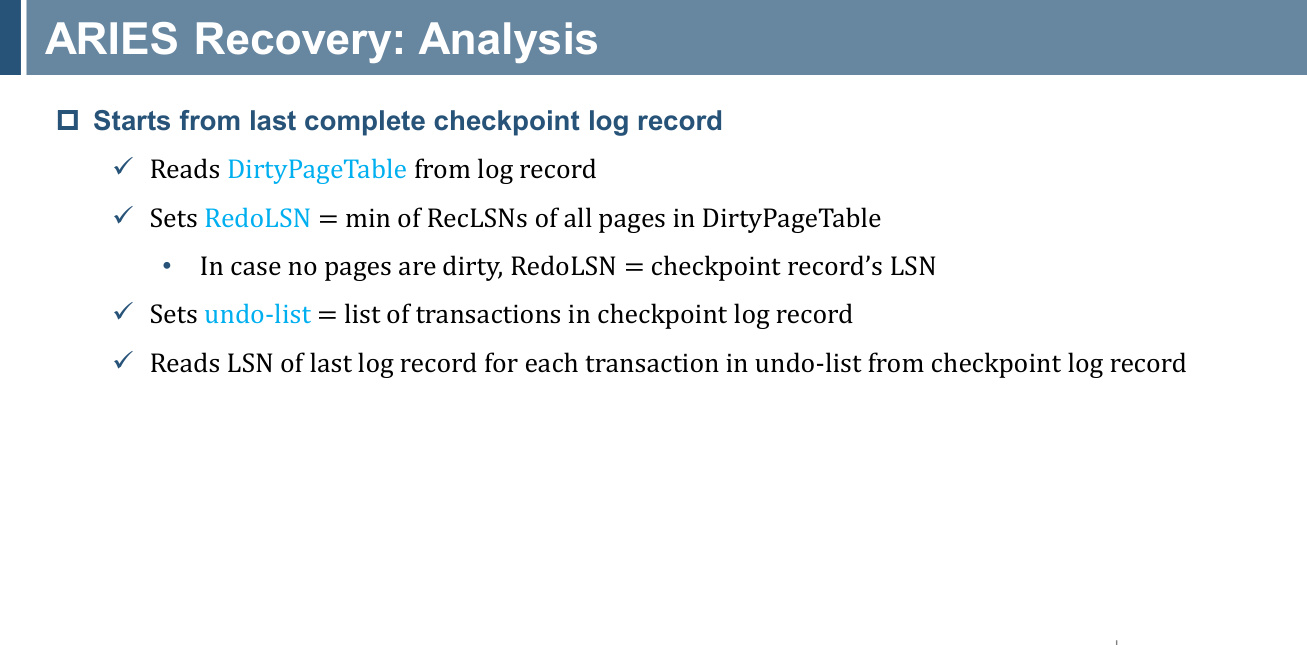 ARIES Recovery: Analysis
Starts from last complete checkpoint log record
✓ Reads DirtyPageTable from log record
✓ Sets RedoLSN = min of RecLSNs of all pages in DirtyPageTable
• In case no pages are dirty, RedoLSN = checkpoint record’s LSN
✓ Sets undo-list = list of transactions in checkpoint log record
✓ Reads LSN of last log record for each transaction in undo-list from checkpoint log record